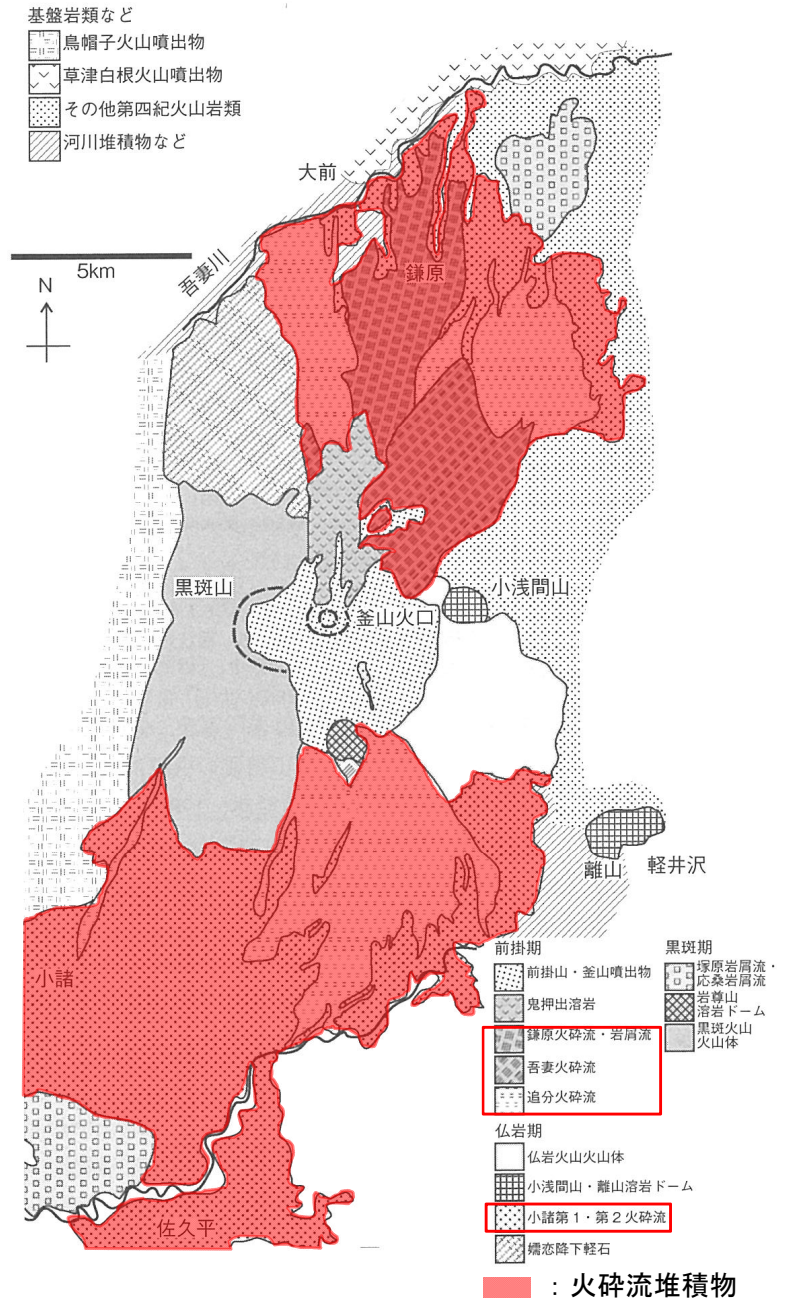 基盤岩類など
烏帽子火山噴出物
草津白根火山噴出物
その他第四紀火山岩類
河川堆積物など
大前
5km
吾妻川
N
鎌原
黒斑山
小浅間山
釜山火口
離山
軽井沢
小諸
佐久平
前掛期
前掛山・釜山噴出物
鬼押出溶岩
鎌原火砕流・岩屑流
吾妻火砕流
追分火砕流
黒斑期
塚原岩屑流・
応桑岩屑流
岩尊山
溶岩ドーム
黒斑火山
火山体
仏岩期
仏岩火山火山体
小浅間山・離山溶岩ドーム
小諸第1・第2火砕流
嬬恋降下軽石
：火砕流堆積物